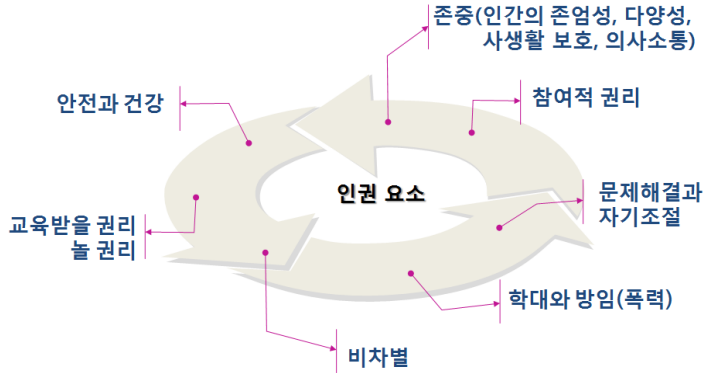 존중(인간의 존엄성, 다양성,
사생활 보호, 의사소통)
안전과 건강
참여적 권리
인권 요소
문제해결과
자기조절
교육받을 권리
놀 권리
학대와 방임(폭력)
비차별